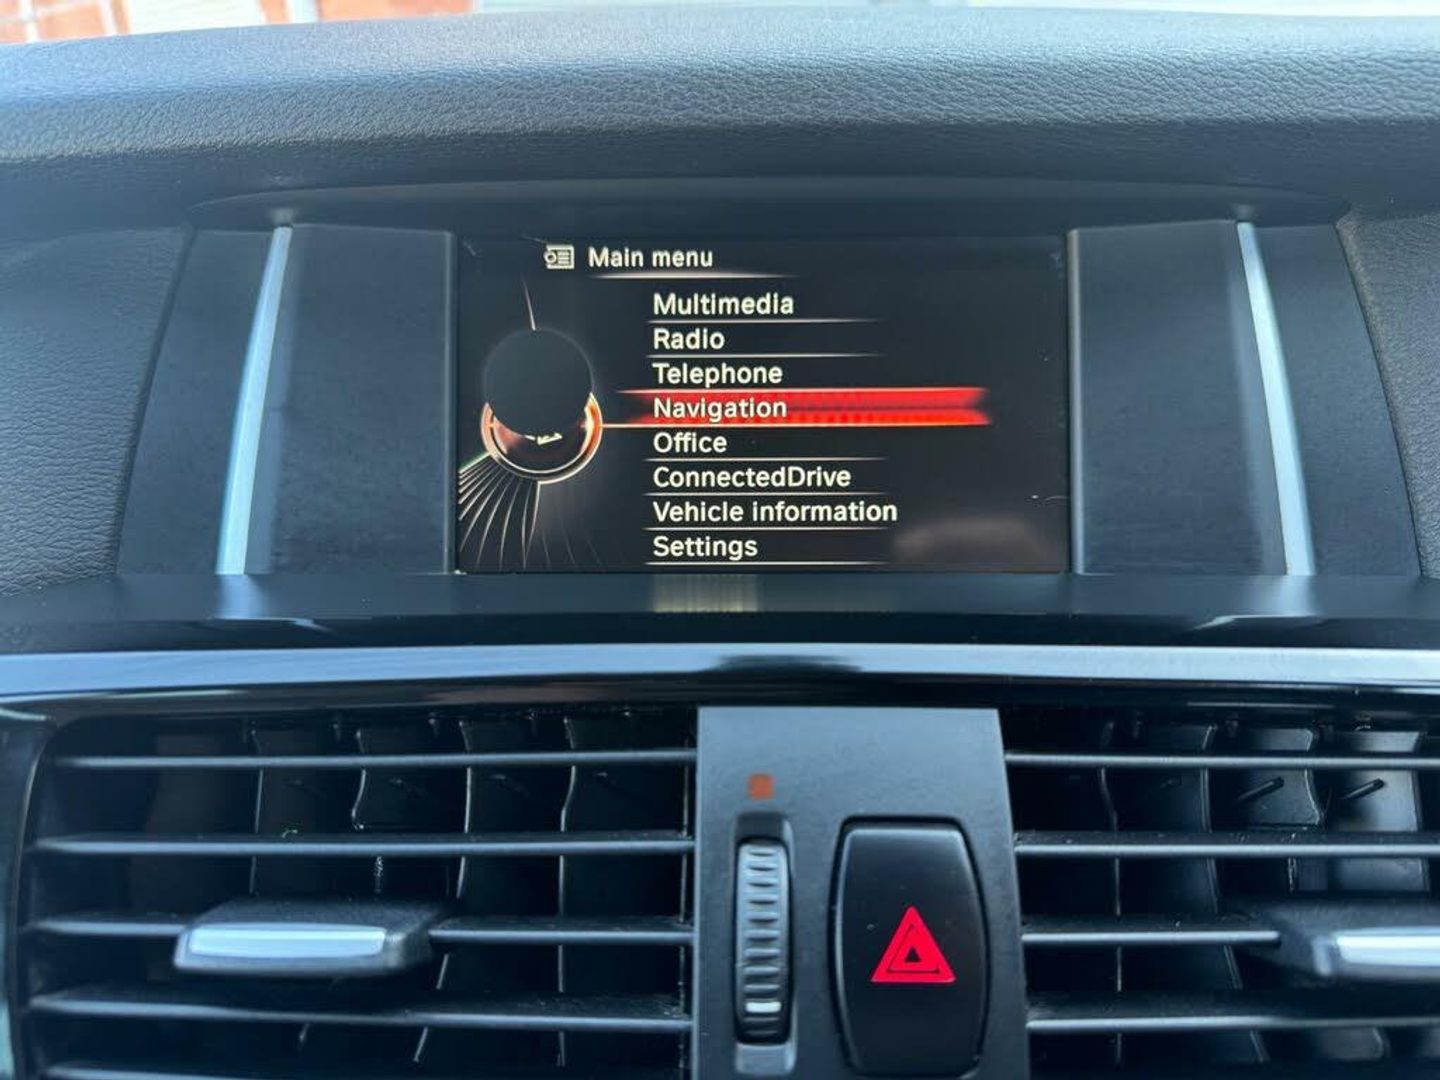 Main menu
Multimedia
Radio
Telephone
Navigation
Office
ConnectedDrive
Vehicle information
Settings